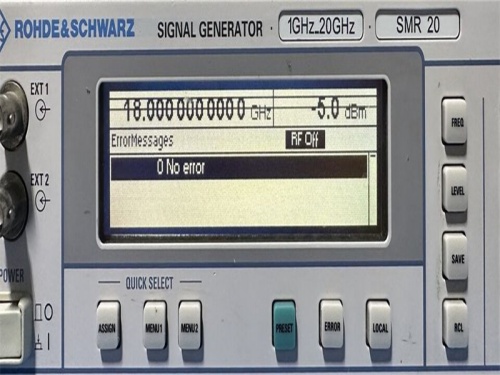 ROHDE&SCHWARZ SIGNAL GENERATOR · 1GHz...20GHz · SMR 20
EXT 1
18.000 000 000 0 GHz -5.0 dBm
ErrorMessages RF Off
0 No error
EXT 2
FREQ
LEVEL
SAVE
RCL
POWER
QUICK SELECT
ASSIGN MENU1 MENU2 PRESET ERROR LOCAL